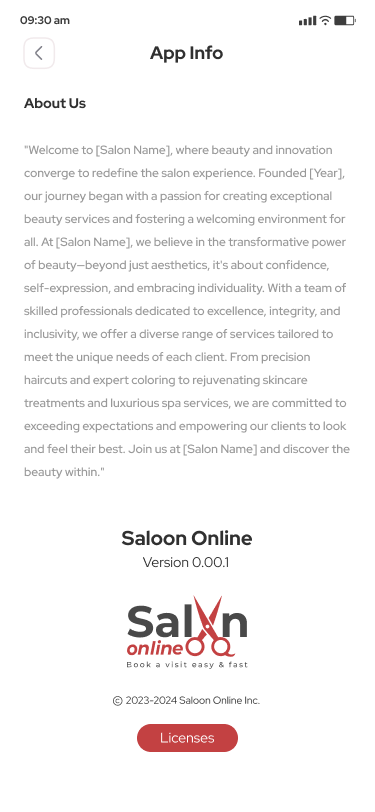 09:30 am
App Info
About Us
"Welcome to [Salon Name], where beauty and innovation
converge to redefine the salon experience. Founded [Year],
our journey began with a passion for creating exceptional
beauty services and fostering a welcoming environment for
all. At [Salon Name], we believe in the transformative power
of beauty—beyond just aesthetics, it's about confidence,
self-expression, and embracing individuality. With a team of
skilled professionals dedicated to excellence, integrity, and
inclusivity, we offer a diverse range of services tailored to
meet the unique needs of each client. From precision
haircuts and expert coloring to rejuvenating skincare
treatments and luxurious spa services, we are committed to
exceeding expectations and empowering our clients to look
and feel their best. Join us at [Salon Name] and discover the
beauty within."
Saloon Online
Version 0.00.1
Salon
online
Book a visit easy & fast
© 2023-2024 Saloon Online Inc.
Licenses